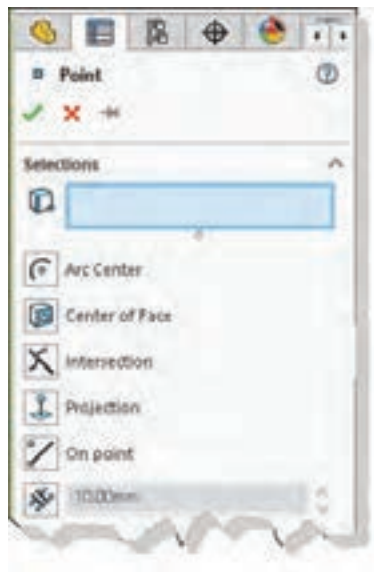 Point
Selections
Arc Center
Center of Face
Intersection
Projection
On point
10.00mm